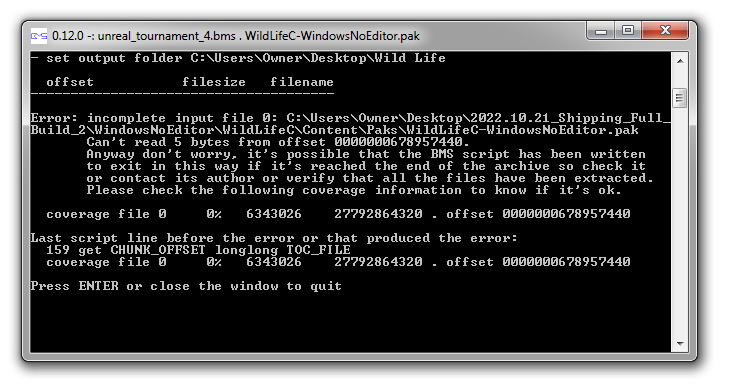 0.12.0 -: unreal_tournament_4.bms . WildLifeC-WindowsNoEditor.pak
- set output folder C:\Users\Owner\Desktop\Wild Life
offset filesize filename
--------------------------------------
Error: incomplete input file 0: C:\Users\Owner\Desktop\2022.10.21_Shipping_Full_
Build_2\WindowsNoEditor\WildLifeC\Content\Paks\WildLifeC-WindowsNoEditor.pak
Can't read 5 bytes from offset 0000000678957440.
Anyway don't worry, it's possible that the BMS script has been written
to exit in this way if it's reached the end of the archive so check it
or contact its author or verify that all the files have been extracted.
Please check the following coverage information to know if it's ok.
coverage file 0 0% 6343026 27792864320 . offset 0000000678957440
Last script line before the error or that produced the error:
159 get CHUNK_OFFSET longlong TOC_FILE
coverage file 0 0% 6343026 27792864320 . offset 0000000678957440
Press ENTER or close the window to quit